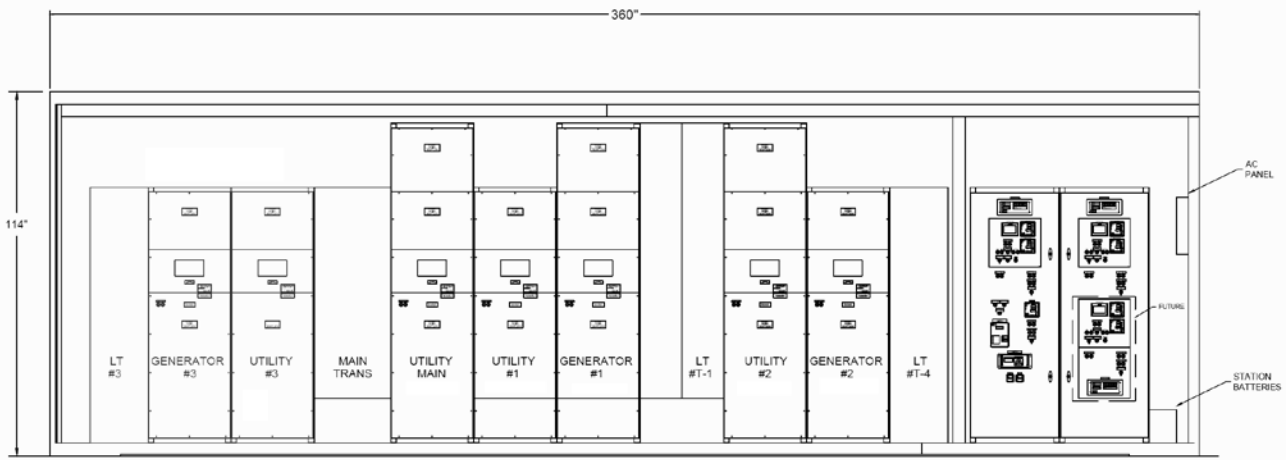 360"
114"
AC
PANEL
FUTURE
LT
#3
GENERATOR
#3
UTILITY
#3
MAIN
TRANS
UTILITY
MAIN
UTILITY
#1
GENERATOR
#1
LT
#T-1
UTILITY
#2
GENERATOR
#2
LT
#T-4
STATION
BATTERIES